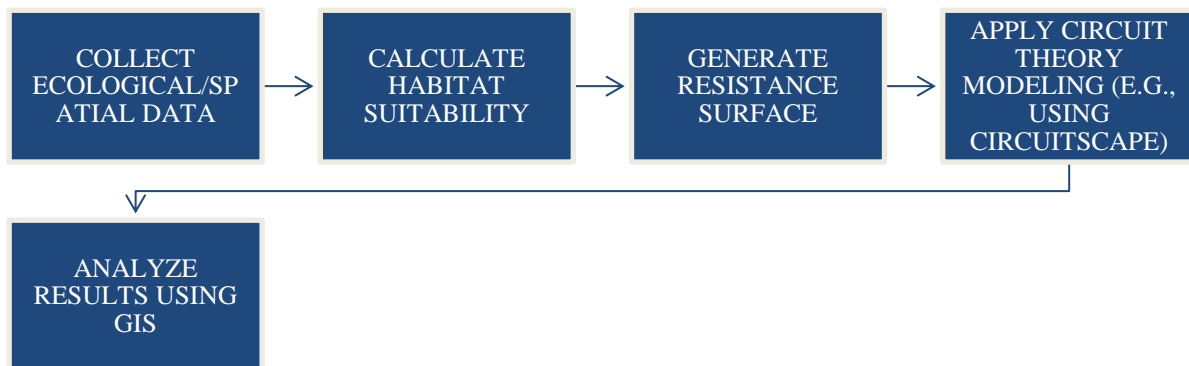 COLLECT
ECOLOGICAL/SP
ATIAL DATA
CALCULATE
HABITAT
SUITABILITY
GENERATE
RESISTANCE
SURFACE
APPLY CIRCUIT
THEORY
MODELING (E.G.,
USING
CIRCUITSCAPE)
ANALYZE
RESULTS USING
GIS